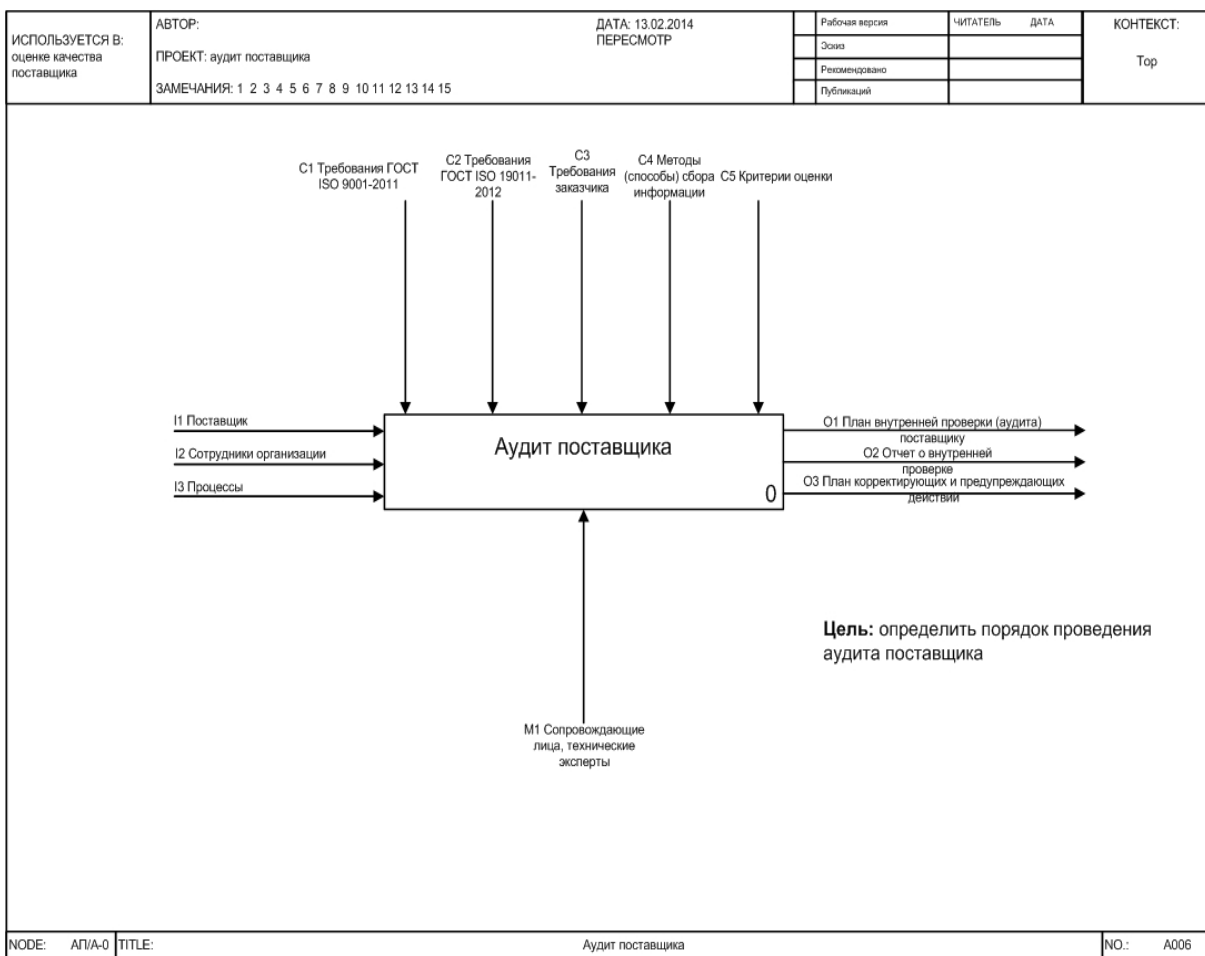 ИСПОЛЬЗУЕТСЯ В:
оценке качества
поставщика
АВТОР:
ДАТА: 13.02.2014
ПЕРЕСМОТР
ПРОЕКТ: аудит поставщика
ЗАМЕЧАНИЯ: 1 2 3 4 5 6 7 8 9 10 11 12 13 14 15
Рабочая версия
Эскиз
Рекомендовано
Публикаций
ЧИТАТЕЛЬ ДАТА
КОНТЕКСТ:
Top
C1 Требования ГОСТ
ISO 9001-2011
C2 Требования
ГОСТ ISO 19011-
2012
C3
Требования
заказчика
C4 Методы
(способы) сбора
информации
C5 Критерии оценки
I1 Поставщик
I2 Сотрудники организации
I3 Процессы
Аудит поставщика
0
O1 План внутренней проверки (аудита)
поставщику
O2 Отчет о внутренней
проверке
O3 План корректирующих и предупреждающих
действий
Цель: определить порядок проведения
аудита поставщика
M1 Сопровождающие
лица, технические
эксперты
NODE: АП/A-0
TITLE:
Аудит поставщика
NO.: A006